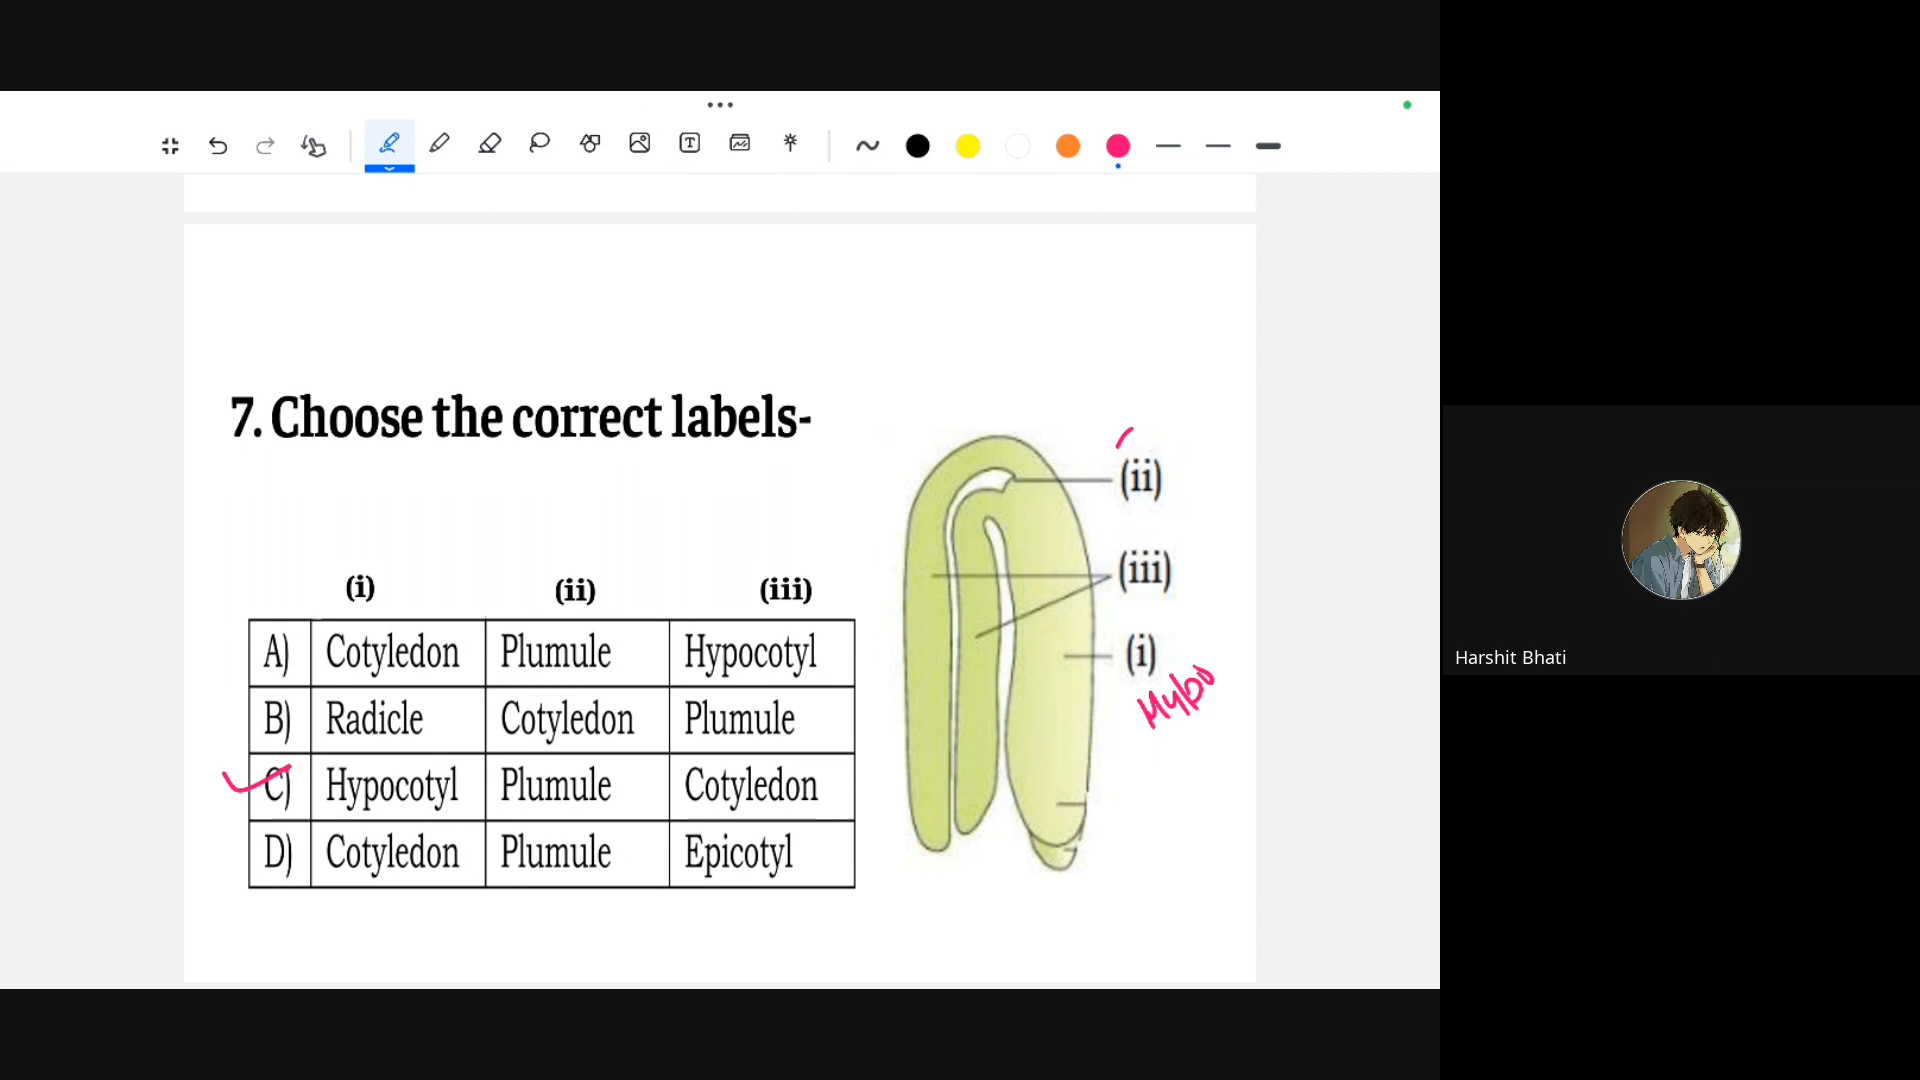 7. Choose the correct labels-
(i) (ii) (iii)
A) Cotyledon Plumule Hypocotyl
B) Radicle Cotyledon Plumule
C) Hypocotyl Plumule Cotyledon
D) Cotyledon Plumule Epicotyl
(ii)
(iii)
(i)
Hypo
Harshit Bhati